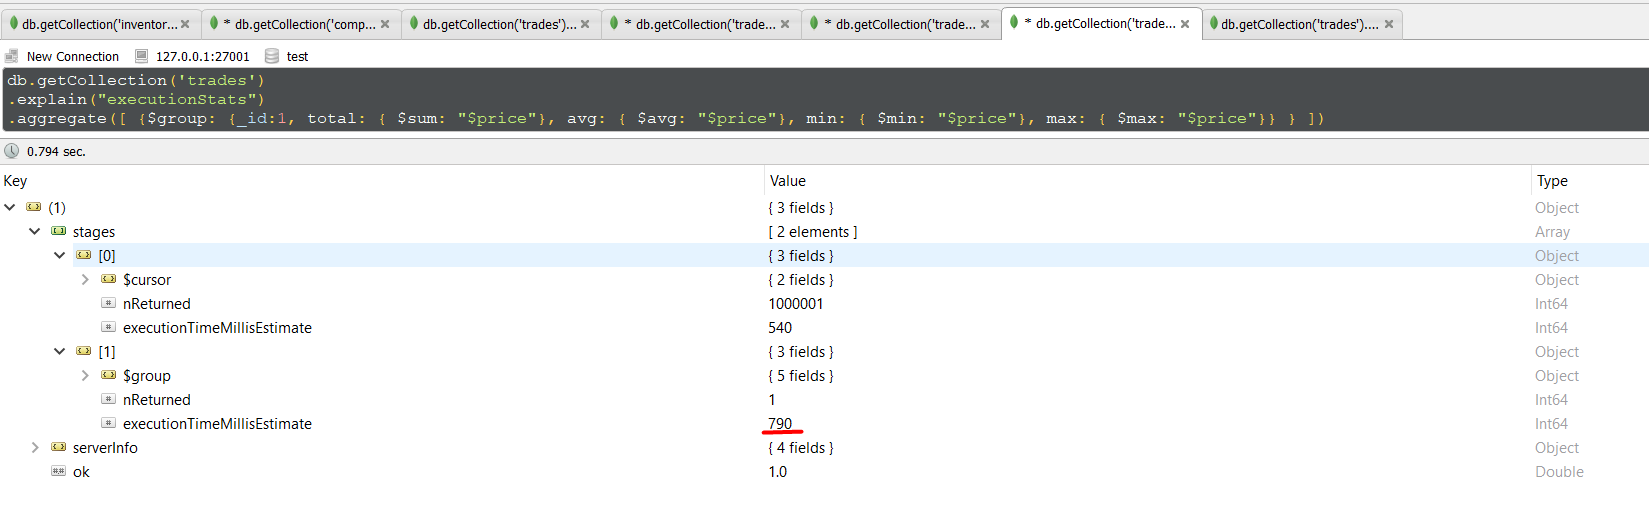 db.getCollection('inventor... * db.getCollection('comp... db.getCollection('trades')... * db.getCollection('trade... * db.getCollection('trade... * db.getCollection('trade... db.getCollection('trades')....
New Connection 127.0.0.1:27001 test
db.getCollection('trades')
.explain("executionStats")
.aggregate([ {$group: {_id:1, total: { $sum: "$price"}, avg: { $avg: "$price"}, min: { $min: "$price"}, max: { $max: "$price"}} } ])
0.794 sec.
Key Value Type
(1) { 3 fields } Object
stages [ 2 elements ] Array
[0] { 3 fields } Object
$cursor { 2 fields } Object
nReturned 1000001 Int64
executionTimeMillisEstimate 540 Int64
[1] { 3 fields } Object
$group { 5 fields } Object
nReturned 1 Int64
executionTimeMillisEstimate 790 Int64
serverInfo { 4 fields } Object
ok 1.0 Double